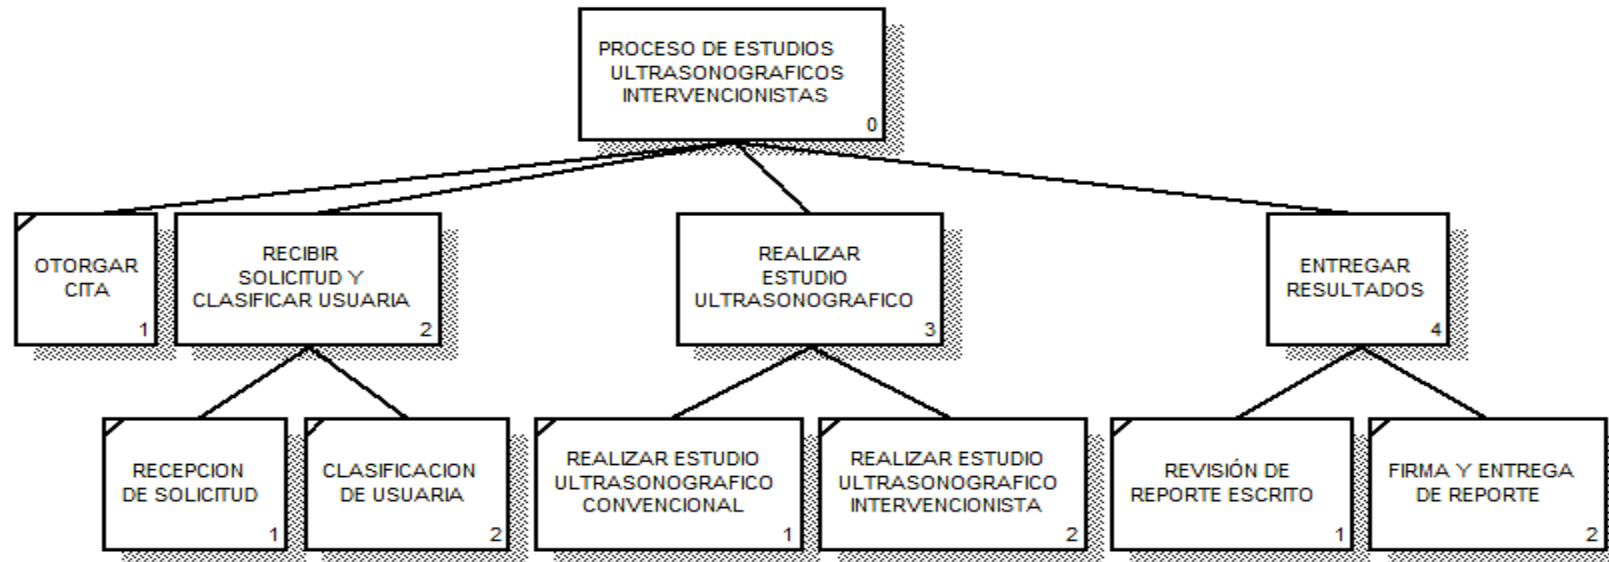 PROCESO DE ESTUDIOS
ULTRASONOGRAFICOS
INTERVENCIONISTAS
0
OTORGAR
CITA
1
RECIBIR
SOLICITUD Y
CLASIFICAR USUARIA
2
REALIZAR
ESTUDIO
ULTRASONOGRAFICO
3
ENTREGAR
RESULTADOS
4
RECEPCION
DE SOLICITUD
1
CLASIFICACION
DE USUARIA
2
REALIZAR ESTUDIO
ULTRASONOGRAFICO
CONVENCIONAL
1
REALIZAR ESTUDIO
ULTRASONOGRAFICO
INTERVENCIONISTA
2
REVISIÓN DE
REPORTE ESCRITO
1
FIRMA Y ENTREGA
DE REPORTE
2